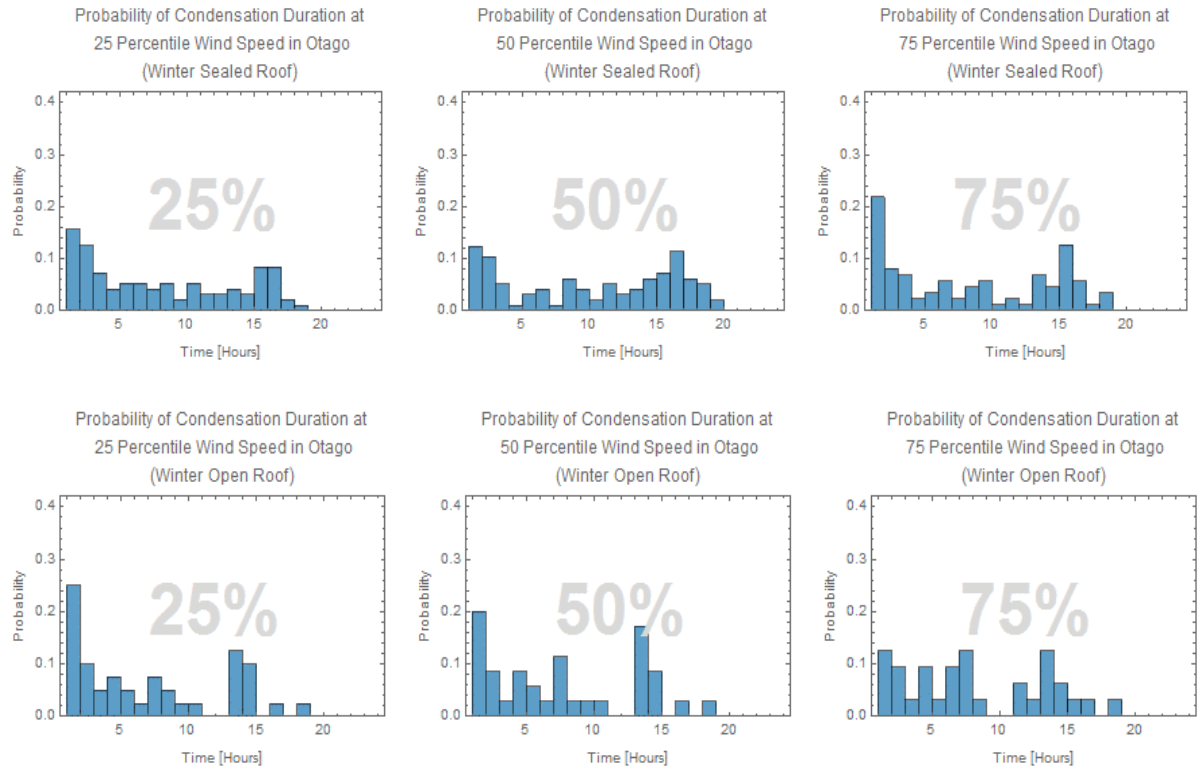 Probability of Condensation Duration at
25 Percentile Wind Speed in Otago
(Winter Sealed Roof)
0.4
0.3
0.2
0.1
0.0
Probability
25%
5
10
15
20
Time [Hours]
Probability of Condensation Duration at
50 Percentile Wind Speed in Otago
(Winter Sealed Roof)
0.4
0.3
0.2
0.1
0.0
Probability
50%
5
10
15
20
Time [Hours]
Probability of Condensation Duration at
75 Percentile Wind Speed in Otago
(Winter Sealed Roof)
0.4
0.3
0.2
0.1
0.0
Probability
75%
5
10
15
20
Time [Hours]
Probability of Condensation Duration at
25 Percentile Wind Speed in Otago
(Winter Open Roof)
0.4
0.3
0.2
0.1
0.0
Probability
25%
5
10
15
20
Time [Hours]
Probability of Condensation Duration at
50 Percentile Wind Speed in Otago
(Winter Open Roof)
0.4
0.3
0.2
0.1
0.0
Probability
50%
5
10
15
20
Time [Hours]
Probability of Condensation Duration at
75 Percentile Wind Speed in Otago
(Winter Open Roof)
0.4
0.3
0.2
0.1
0.0
Probability
75%
5
10
15
20
Time [Hours]